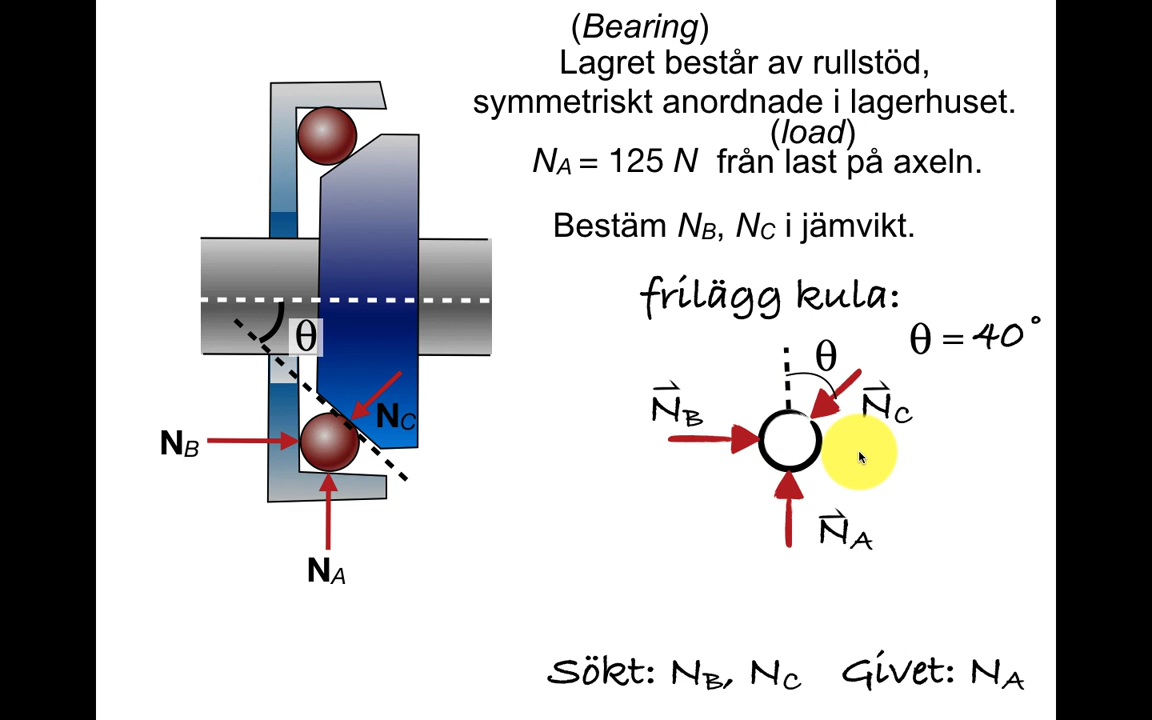 (Bearing)
Lagret består av rullstöd,
symmetriskt anordnade i lagerhuset.
(load)
NA = 125 N från last på axeln.
Bestäm NB, NC i jämvikt.
frilägg kula:
θ = 40°
θ
NB
NC
NA
θ
NC
NB
NA
Sökt: NB, NC Givet: NA